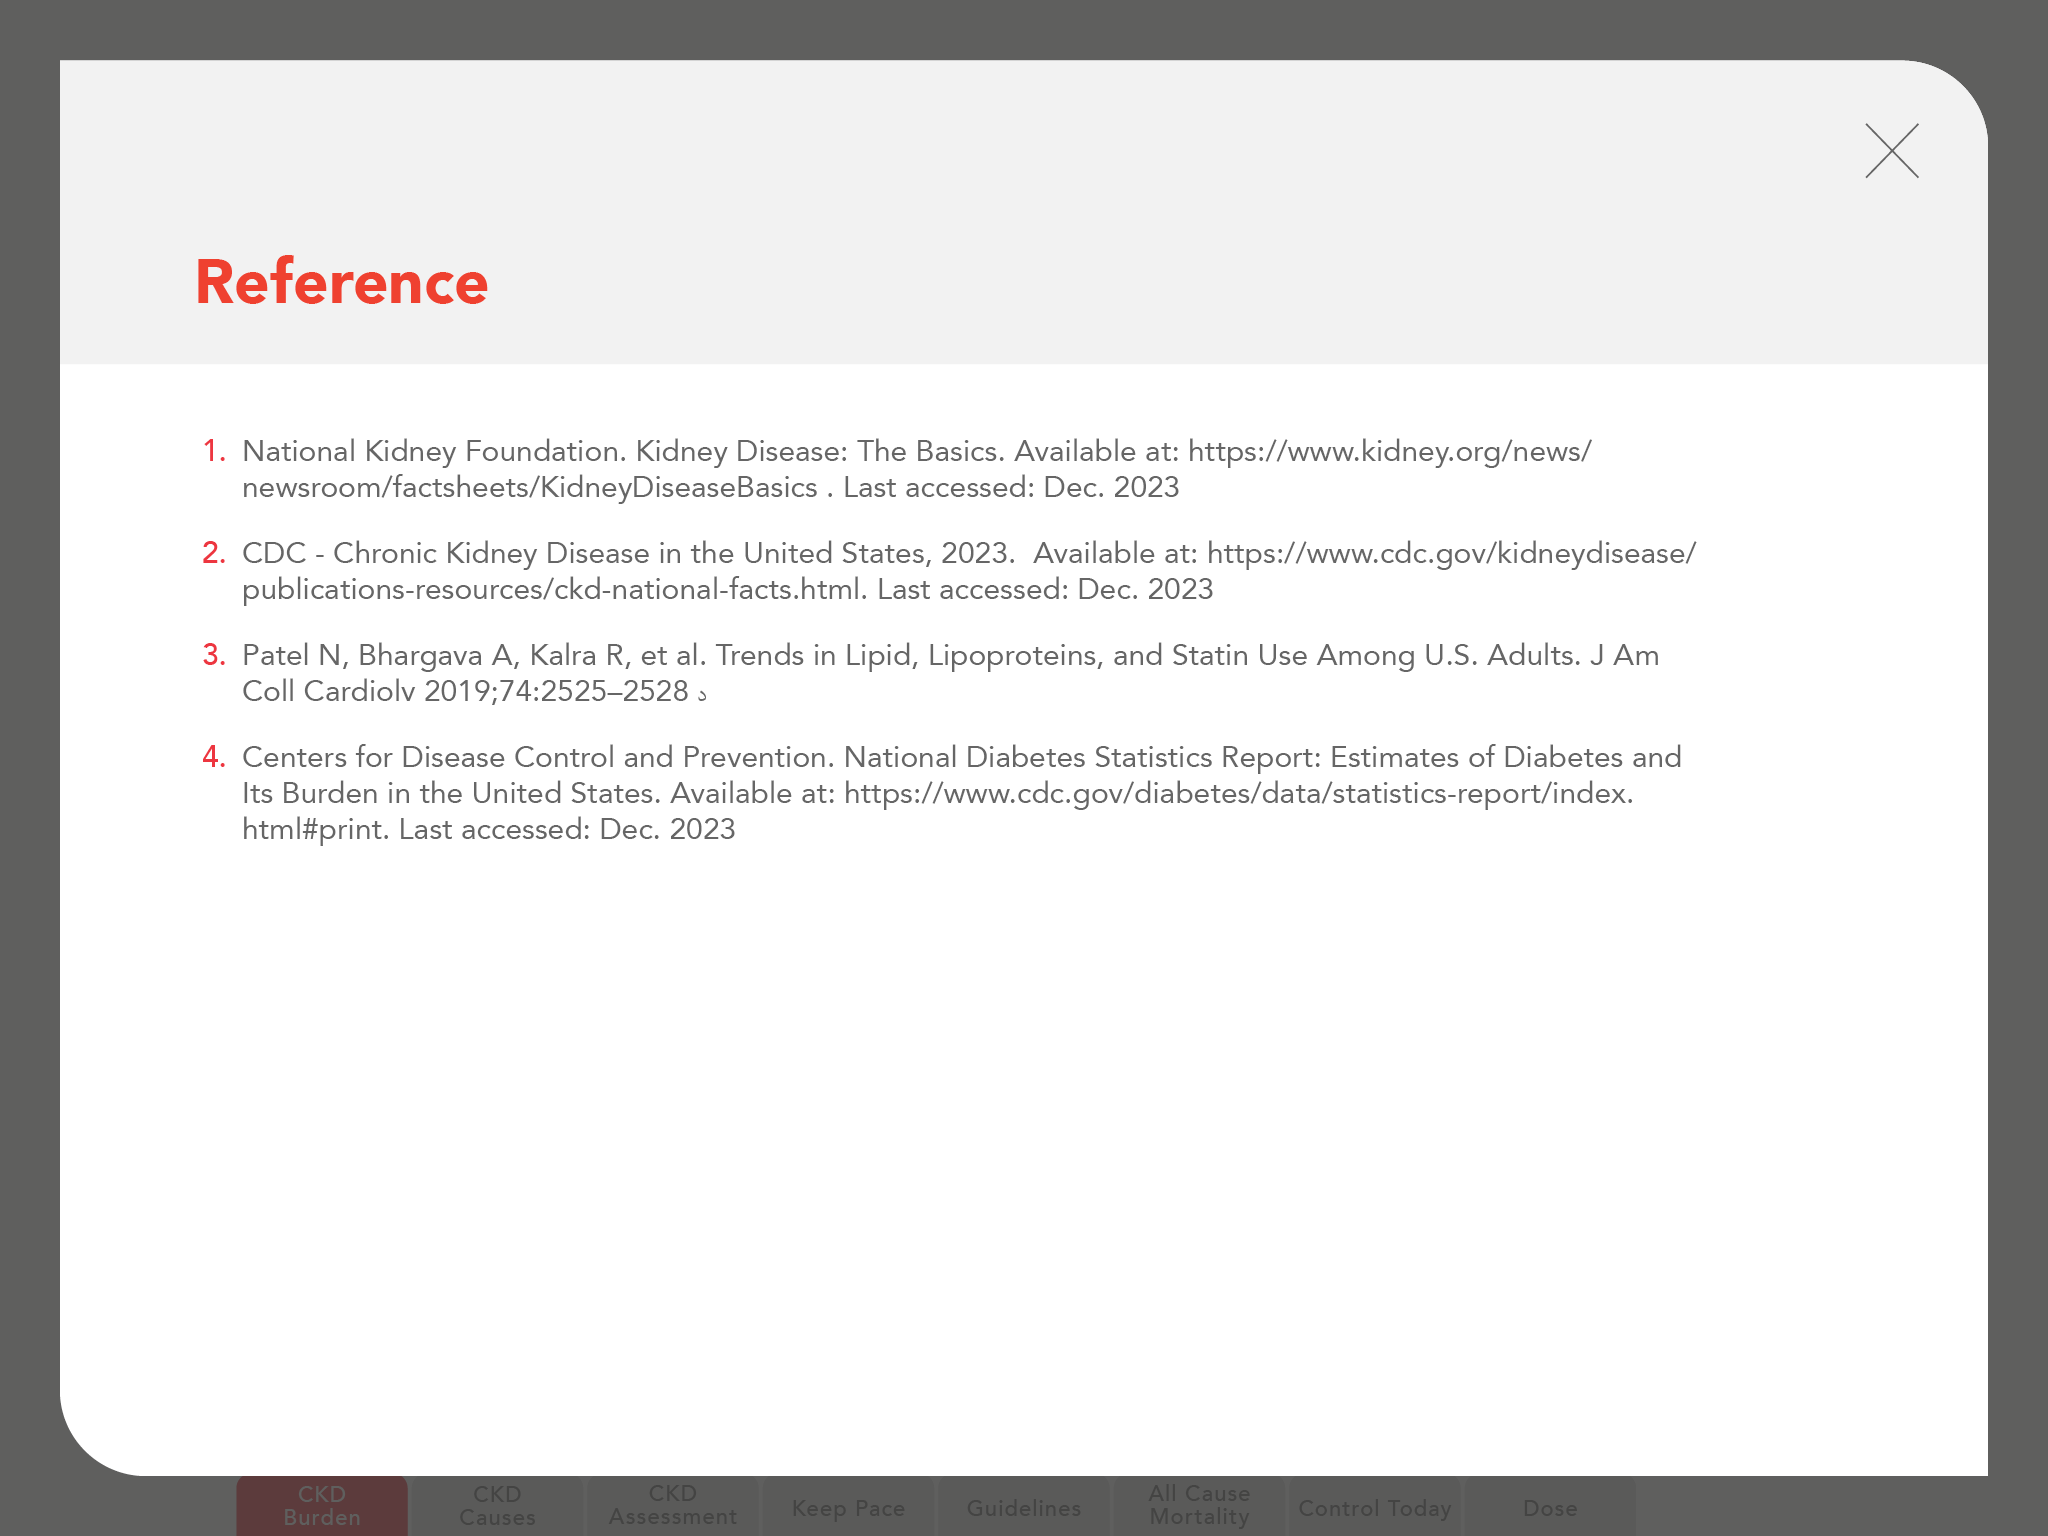 Reference
1. National Kidney Foundation. Kidney Disease: The Basics. Available at: https://www.kidney.org/news/
newsroom/factsheets/KidneyDiseaseBasics . Last accessed: Dec. 2023
2. CDC - Chronic Kidney Disease in the United States, 2023.  Available at: https://www.cdc.gov/kidneydisease/
publications-resources/ckd-national-facts.html. Last accessed: Dec. 2023
3. Patel N, Bhargava A, Kalra R, et al. Trends in Lipid, Lipoproteins, and Statin Use Among U.S. Adults. J Am
Coll Cardiolv 2019;74:2525–2528 د
4. Centers for Disease Control and Prevention. National Diabetes Statistics Report: Estimates of Diabetes and
Its Burden in the United States. Available at: https://www.cdc.gov/diabetes/data/statistics-report/index.
html#print. Last accessed: Dec. 2023
CKD
Burden
CKD
Causes
CKD
Assessment
Keep Pace
Guidelines
All Cause
Mortality
Control Today
Dose